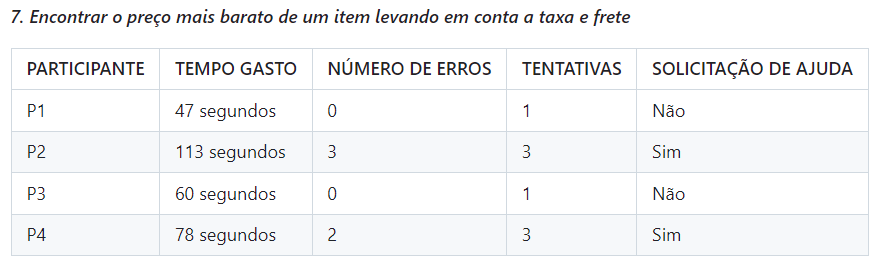 7. Encontrar o preço mais barato de um item levando em conta a taxa e frete
PARTICIPANTE TEMPO GASTO NÚMERO DE ERROS TENTATIVAS SOLICITAÇÃO DE AJUDA
P1 47 segundos 0 1 Não
P2 113 segundos 3 3 Sim
P3 60 segundos 0 1 Não
P4 78 segundos 2 3 Sim